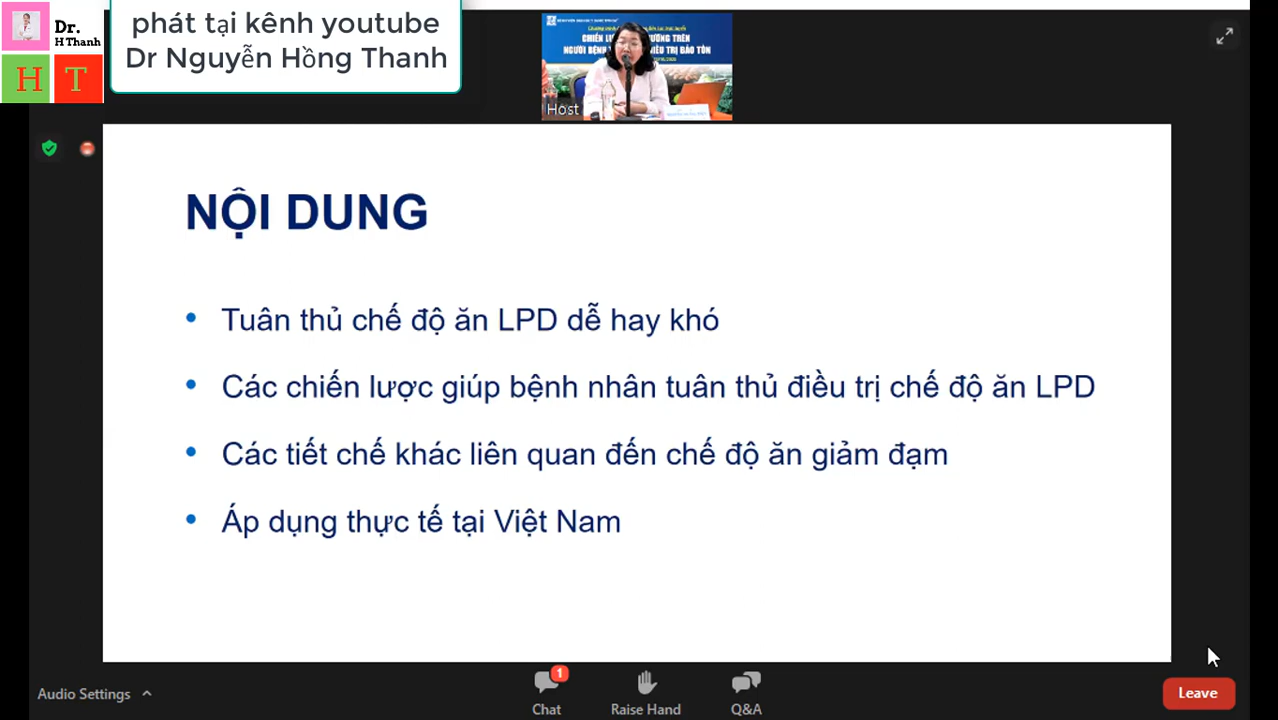 Dr.
H Thanh
H T
phát tại kênh youtube
Dr Nguyễn Hồng Thanh
NGƯỜI BỆNH
Host
NỘI DUNG
• Tuân thủ chế độ ăn LPD dễ hay khó
• Các chiến lược giúp bệnh nhân tuân thủ điều trị chế độ ăn LPD
• Các tiết chế khác liên quan đến chế độ ăn giảm đạm
• Áp dụng thực tế tại Việt Nam
Audio Settings
1
Chat
Raise Hand
Q&A
Leave